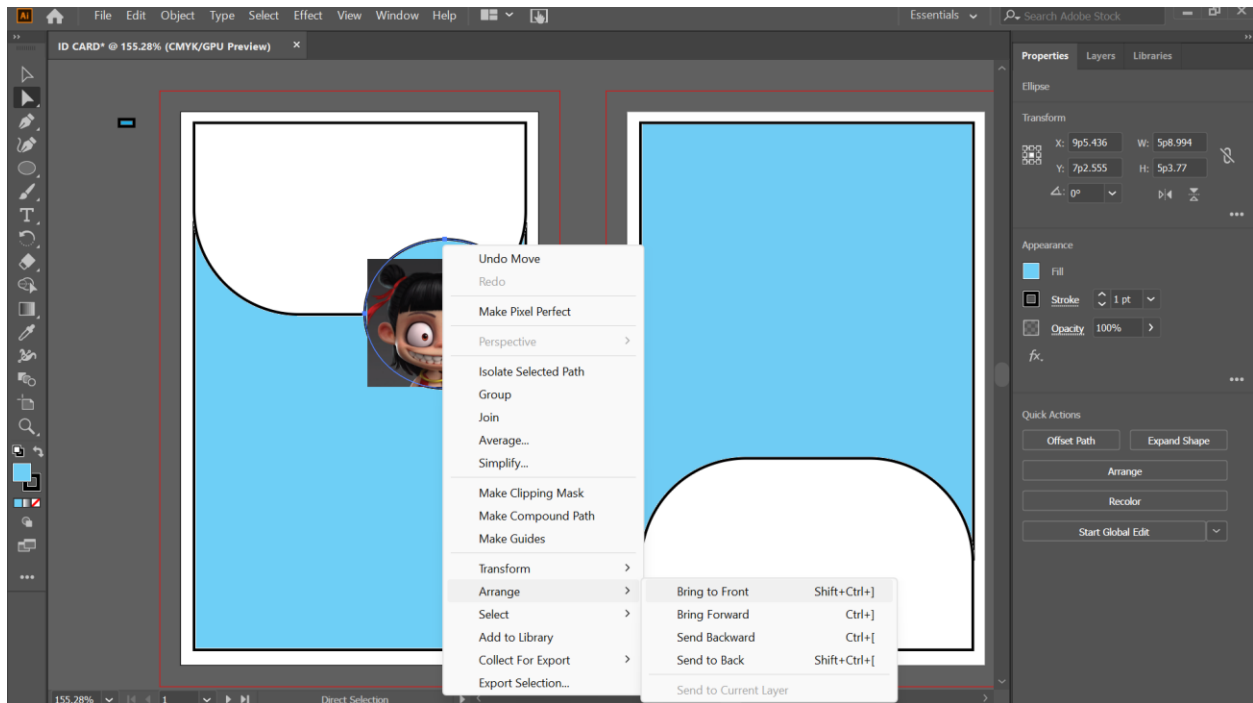 Ai File Edit Object Type Select Effect View Window Help Essentials Search Adobe Stock
ID CARD* @ 155.28% (CMYK/GPU Preview) ×
Properties Layers Libraries
Ellipse
Transform
X: 9p5.436 W: 5p8.994
Y: 7p2.555 H: 5p3.77
0°
Appearance
Fill
Stroke 1 pt
Opacity 100%
fx.
Quick Actions
Offset Path Expand Shape
Arrange
Recolor
Start Global Edit
Undo Move
Redo
Make Pixel Perfect
Perspective
Isolate Selected Path
Group
Join
Average...
Simplify...
Make Clipping Mask
Make Compound Path
Make Guides
Transform
Arrange
Select
Add to Library
Collect For Export
Export Selection...
Bring to Front Shift+Ctrl+]
Bring Forward Ctrl+]
Send Backward Ctrl+[
Send to Back Shift+Ctrl+[
Send to Current Layer
155.28% 1 Direct Selection